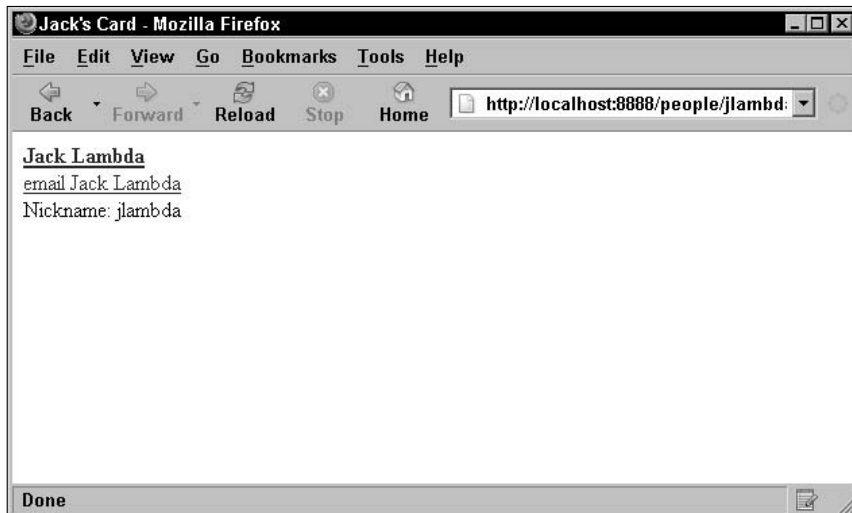 Jack's Card - Mozilla Firefox
File Edit View Go Bookmarks Tools Help
Back Forward Reload Stop Home http://localhost:8888/people/jlambd
Jack Lambda
email Jack Lambda
Nickname: jlambda
Done